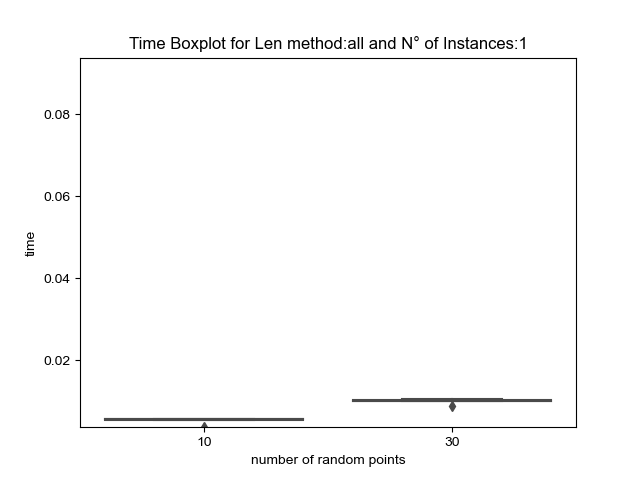 Time Boxplot for Len method:all and N° of Instances:1
0.08
0.06
time
0.04
0.02
10 30
number of random points